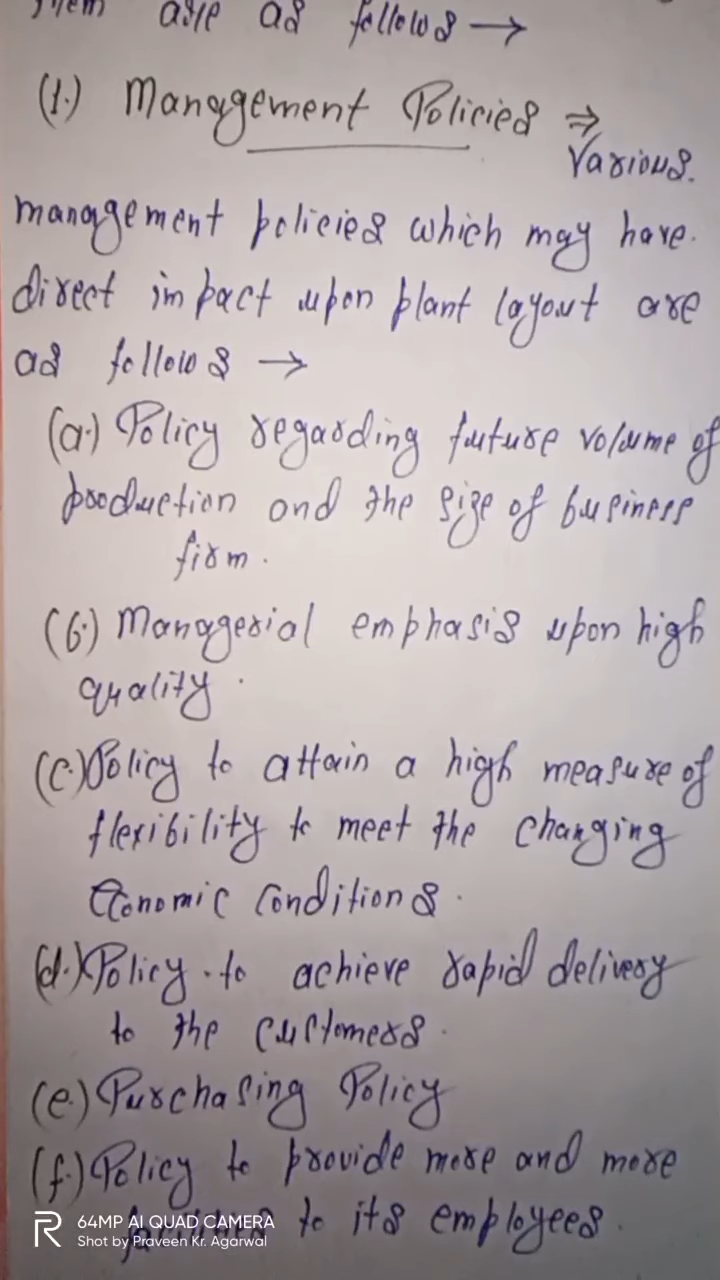 them are as follows →
(1.) Management Policies ⇒
Various
management policies which may have
direct impact upon plant layout are
as follows →
(a.) Policy regarding future volume of
production and the size of business
firm.
(b.) Managerial emphasis upon high
quality.
(c.) Policy to attain a high measure of
flexibility to meet the changing
Economic Conditions.
(d.) Policy to achieve rapid delivery
to the customers.
(e.) Purchasing Policy
(f.) Policy to provide more and more
facilities to its employees.
64MP AI QUAD CAMERA
Shot by Praveen Kr. Agarwal